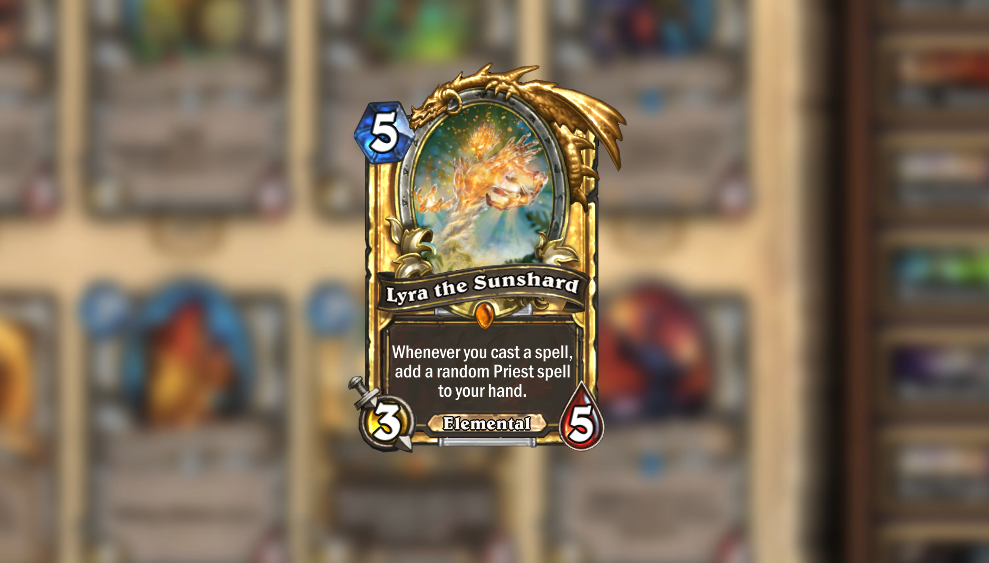 5
Lyra the Sunshard
Whenever you cast a spell,
add a random Priest spell
to your hand.
3
Elemental
5